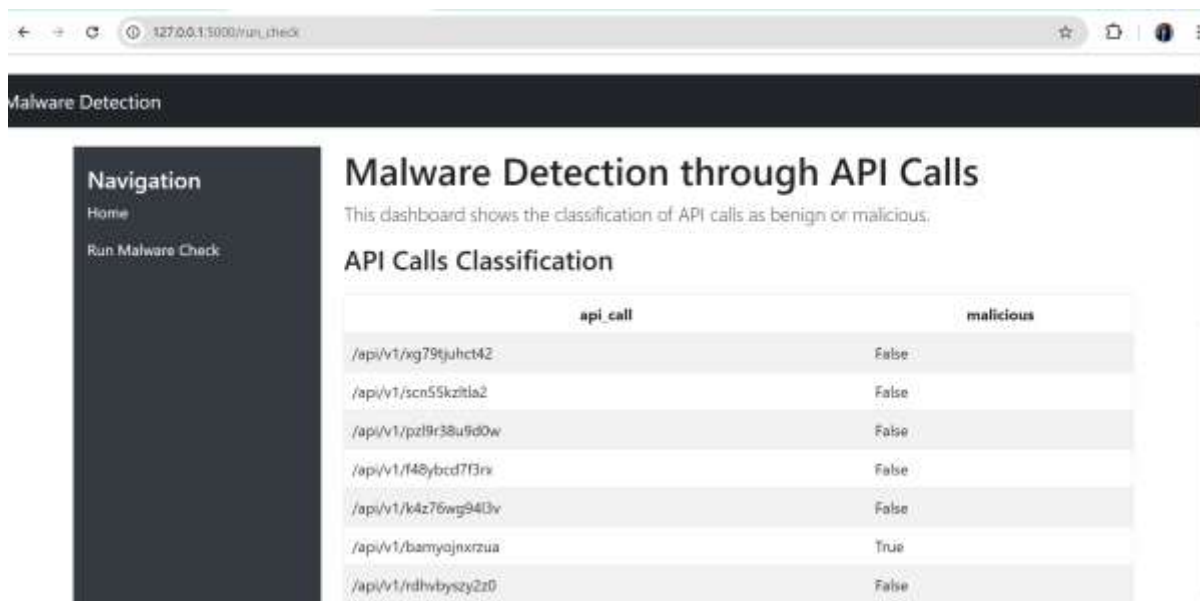 127.0.0.1:5000/run_check
Malware Detection
Navigation
Home
Run Malware Check
Malware Detection through API Calls
This dashboard shows the classification of API calls as benign or malicious.
API Calls Classification
api_call malicious
/api/v1/xg79tjuhct42 False
/api/v1/scn55kzltla2 False
/api/v1/pzl9r38u9d0w False
/api/v1/f48ybcd7f3rx False
/api/v1/k4z76wg94l3v False
/api/v1/bamyojnxrzua True
/api/v1/rdhvbyszy2z0 False